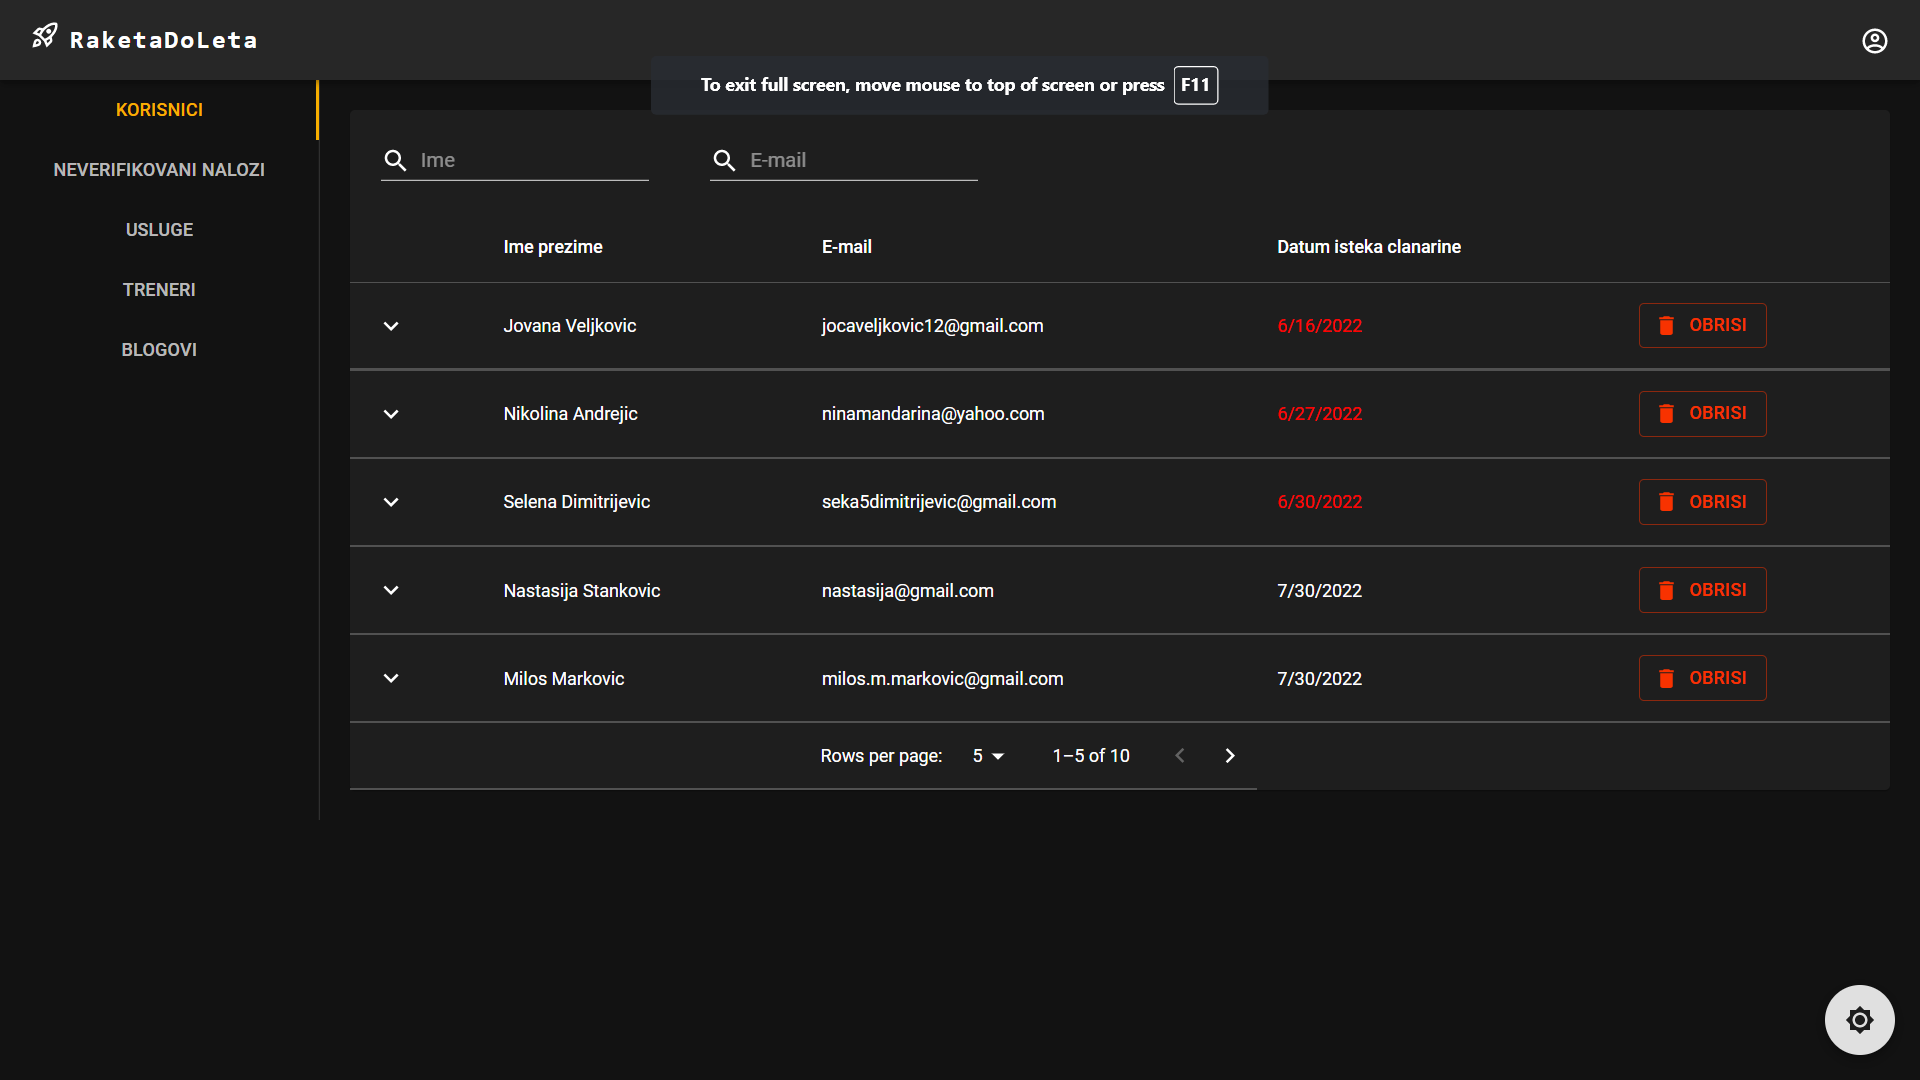 RaketaDoLeta
To exit full screen, move mouse to top of screen or press F11
KORISNICI
NEVERIFIKOVANI NALOZI
USLUGE
TRENERI
BLOGOVI
Ime E-mail
Ime prezime E-mail Datum isteka clanarine
Jovana Veljkovic jocaveljkovic12@gmail.com 6/16/2022 OBRISI
Nikolina Andrejic ninamandarina@yahoo.com 6/27/2022 OBRISI
Selena Dimitrijevic seka5dimitrijevic@gmail.com 6/30/2022 OBRISI
Nastasija Stankovic nastasija@gmail.com 7/30/2022 OBRISI
Milos Markovic milos.m.markovic@gmail.com 7/30/2022 OBRISI
Rows per page: 5 1–5 of 10